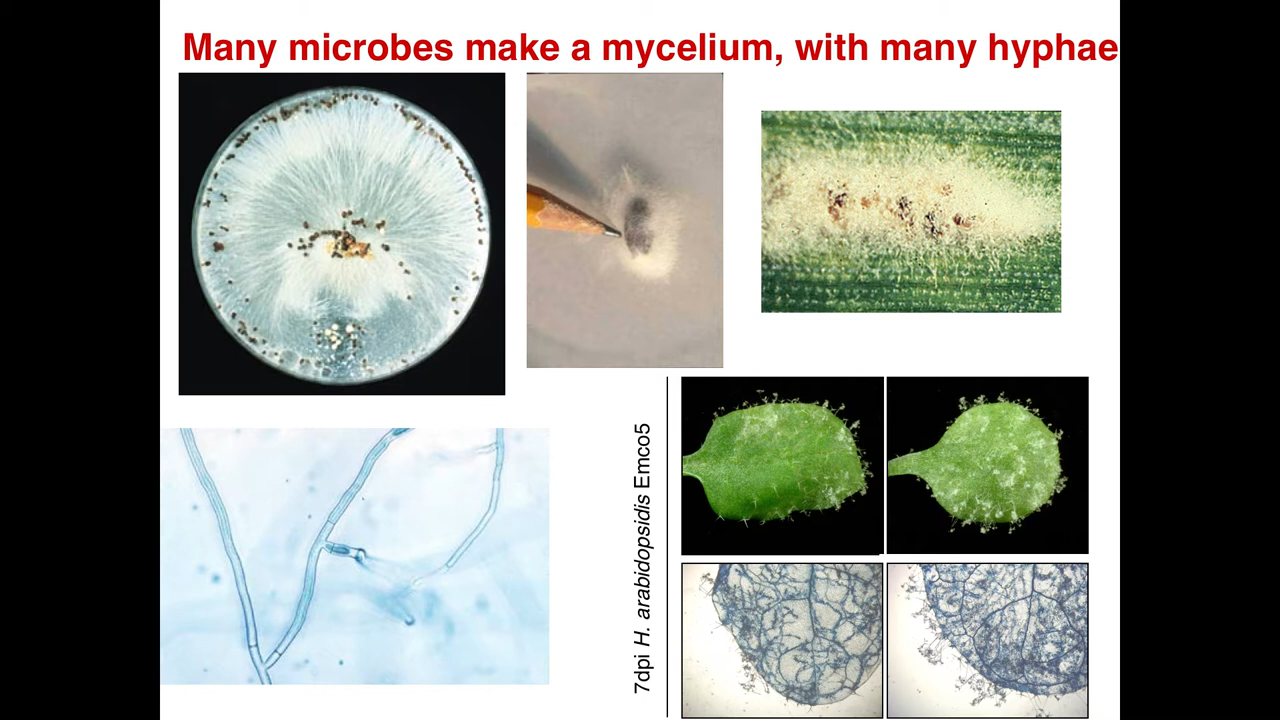 Many microbes make a mycelium, with many hyphae
7dpi H. arabidopsidis Emco5